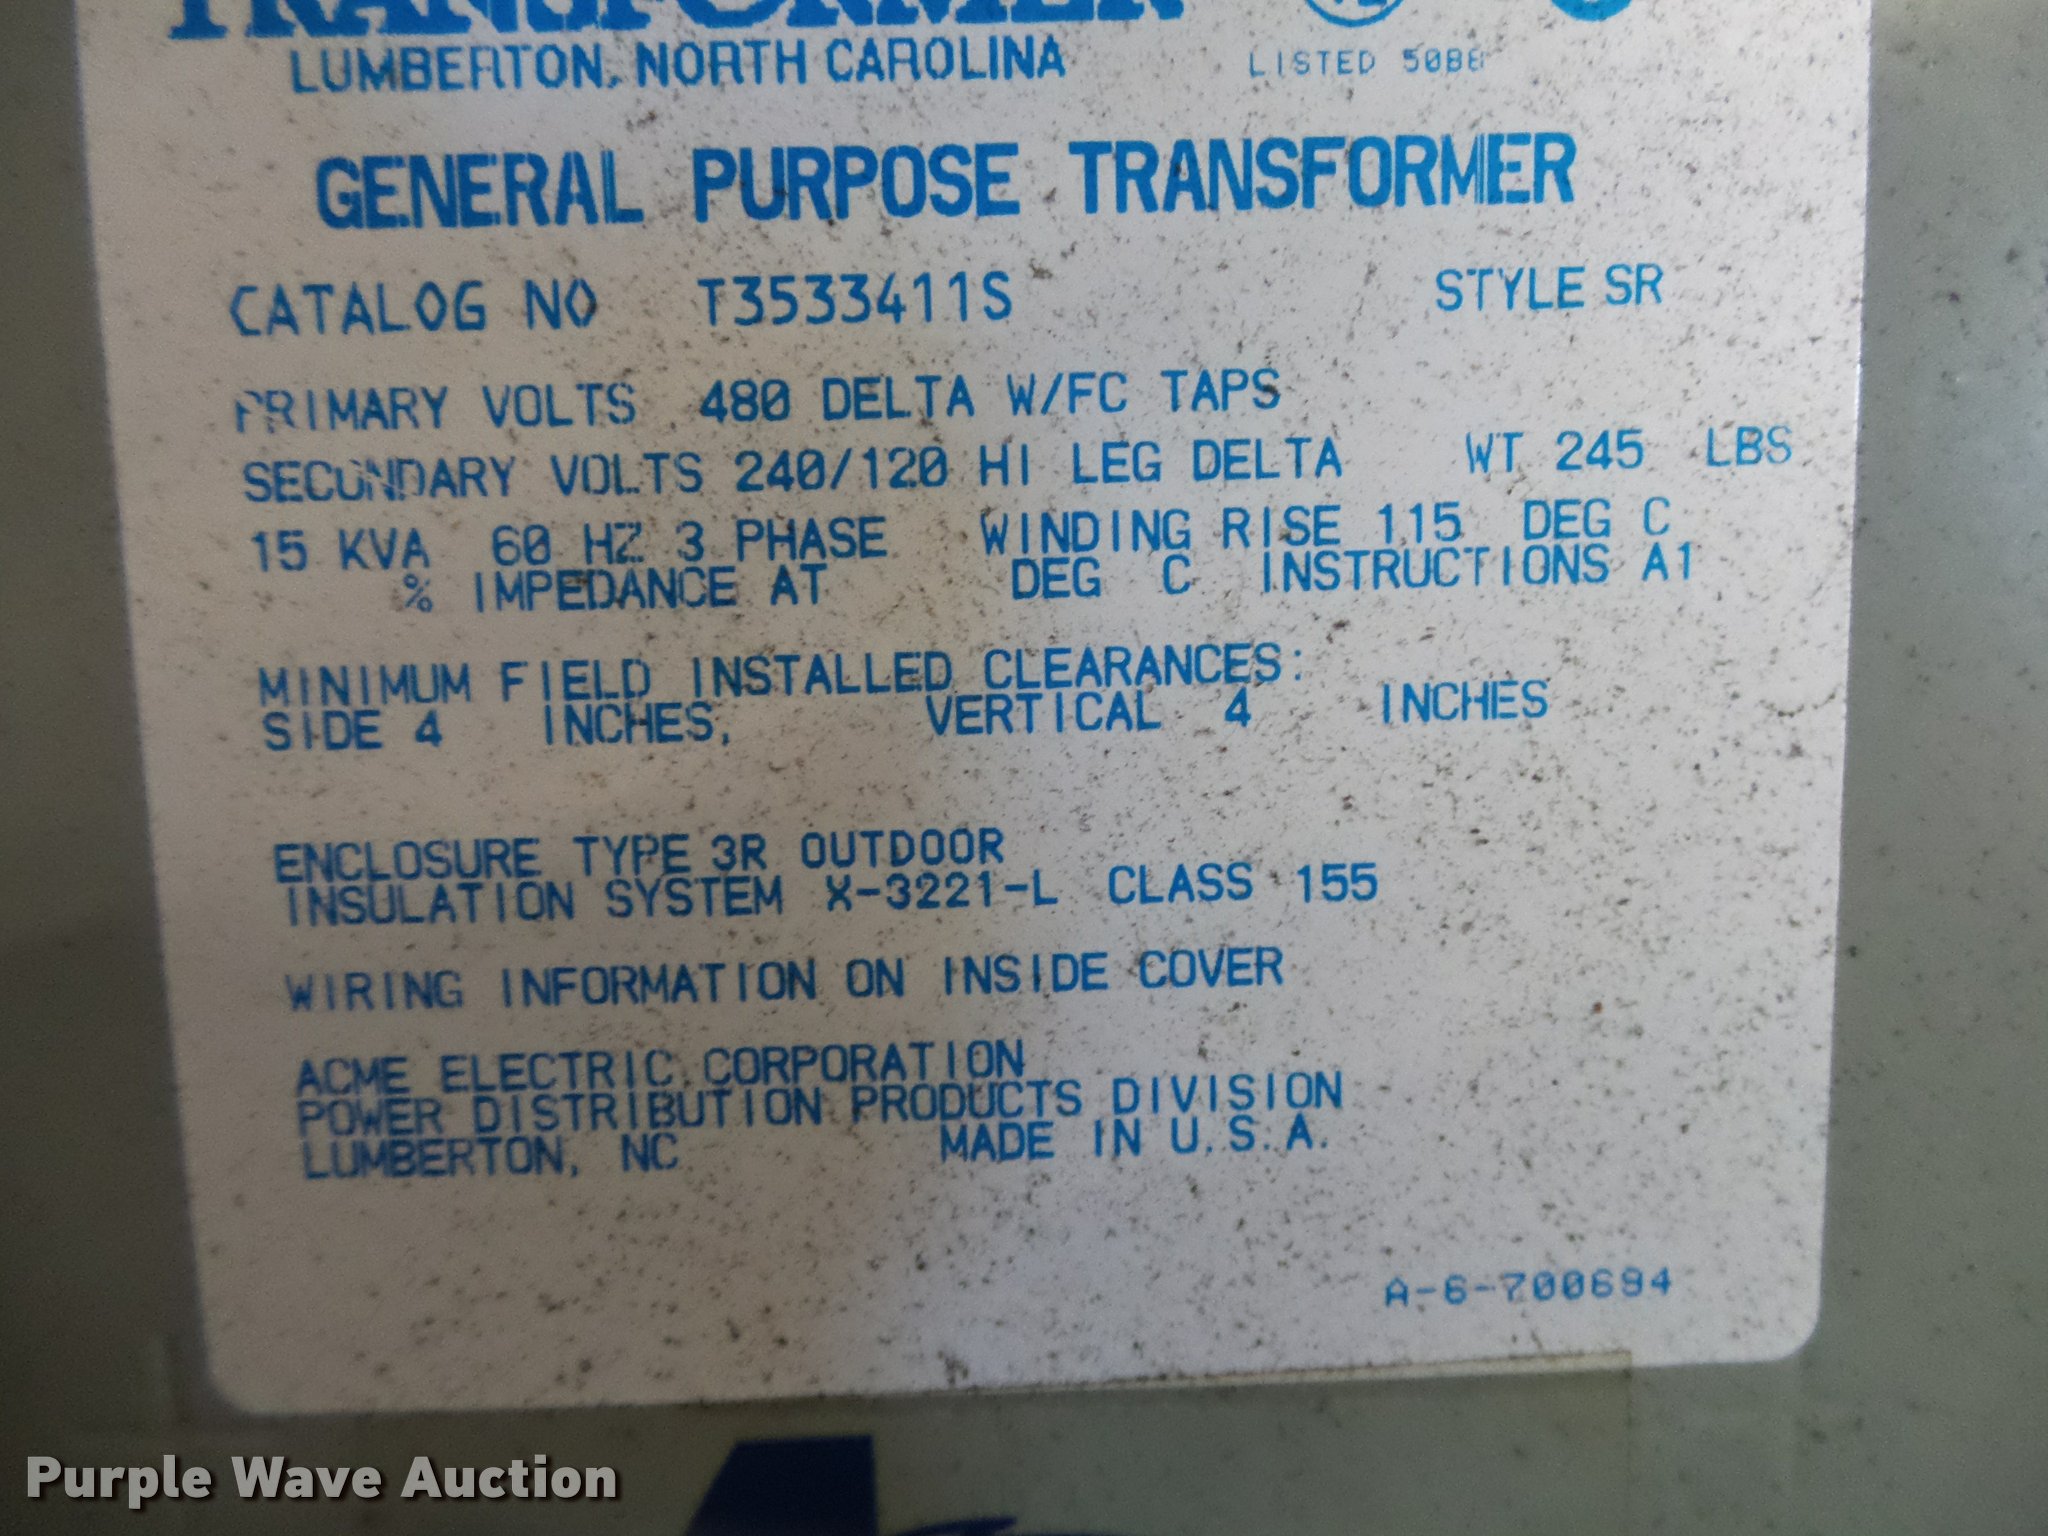 TRANSFORMER
LUMBERTON, NORTH CAROLINA
LISTED
GENERAL PURPOSE TRANSFORMER
CATALOG NO T3533411S STYLE SR
PRIMARY VOLTS 480 DELTA W/FC TAPS
SECONDARY VOLTS 240/120 HI LEG DELTA WT 245 LBS
15 KVA 60 HZ 3 PHASE WINDING RISE 115 DEG C
% IMPEDANCE AT DEG C INSTRUCTIONS A1
MINIMUM FIELD INSTALLED CLEARANCES:
SIDE 4 INCHES, VERTICAL 4 INCHES
ENCLOSURE TYPE 3R OUTDOOR
INSULATION SYSTEM X-3221-L CLASS 155
WIRING INFORMATION ON INSIDE COVER
ACME ELECTRIC CORPORATION
POWER DISTRIBUTION PRODUCTS DIVISION
LUMBERTON, NC MADE IN U.S.A.
A-6-700694
Purple Wave Auction